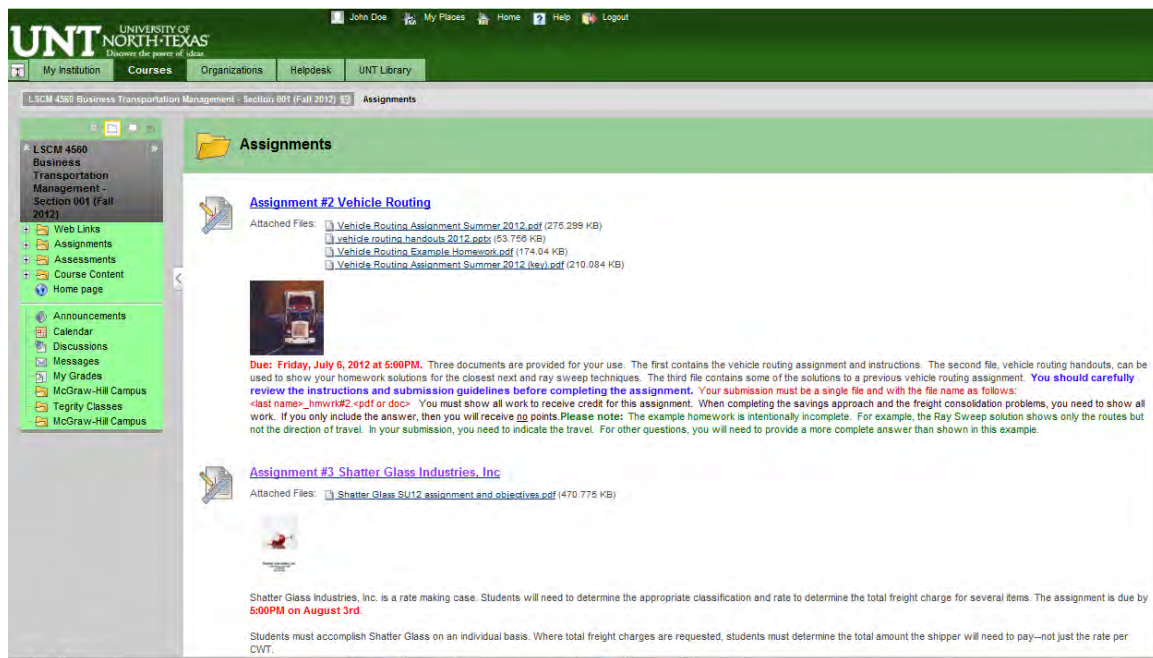 John Doe My Places Home Help Logout
UNT UNIVERSITY OF
NORTH·TEXAS
Discover the power of ideas.
My Institution Courses Organizations Helpdesk UNT Library
LSCM 4560 Business Transportation Management - Section 001 (Fall 2012) Assignments
LSCM 4560
Business
Transportation
Management -
Section 001 (Fall
2012)
Web Links
Assignments
Assessments
Course Content
Home page
Announcements
Calendar
Discussions
Messages
My Grades
McGraw-Hill Campus
Tegrity Classes
McGraw-Hill Campus
Assignments
Assignment #2 Vehicle Routing
Attached Files: Vehicle Routing Assignment Summer 2012.pdf (275.299 KB)
vehicle routing handouts 2012.pptx (53.756 KB)
Vehicle Routing Example Homework.pdf (174.04 KB)
Vehicle Routing Assignment Summer 2012 (key).pdf (210.084 KB)
Due: Friday, July 6, 2012 at 5:00PM. Three documents are provided for your use. The first contains the vehicle routing assignment and instructions. The second file, vehicle routing handouts, can be
used to show your homework solutions for the closest next and ray sweep techniques. The third file contains some of the solutions to a previous vehicle routing assignment. You should carefully
review the instructions and submission guidelines before completing the assignment. Your submission must be a single file and with the file name as follows:
<last name>_hmwrk#2.<pdf or doc> You must show all work to receive credit for this assignment. When completing the savings approach and the freight consolidation problems, you need to show all
work. If you only include the answer, then you will receive no points.Please note: The example homework is intentionally incomplete. For example, the Ray Sweep solution shows only the routes but
not the direction of travel. In your submission, you need to indicate the travel. For other questions, you will need to provide a more complete answer than shown in this example.
Assignment #3 Shatter Glass Industries, Inc
Attached Files: Shatter Glass SU12 assignment and objectives.pdf (470.775 KB)
Shatter Glass Industries, Inc. is a rate making case. Students will need to determine the appropriate classification and rate to determine the total freight charge for several items. The assignment is due by
5:00PM on August 3rd.
Students must accomplish Shatter Glass on an individual basis. Where total freight charges are requested, students must determine the total amount the shipper will need to pay--not just the rate per
CWT.